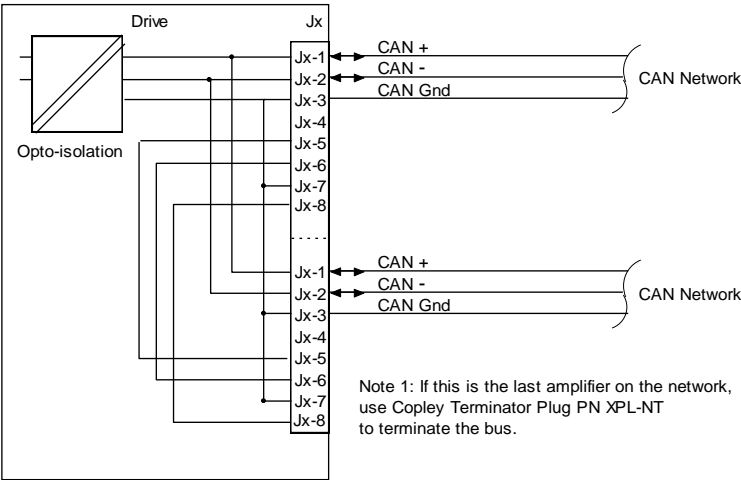 Drive
Jx
Jx-1
CAN +
Jx-2
CAN -
CAN Network
Jx-3
CAN Gnd
Jx-4
Opto-isolation
Jx-5
Jx-6
Jx-7
Jx-8
Jx-1
CAN +
Jx-2
CAN -
CAN Network
Jx-3
CAN Gnd
Jx-4
Jx-5
Jx-6
Jx-7
Jx-8
Note 1: If this is the last amplifier on the network,
use Copley Terminator Plug PN XPL-NT
to terminate the bus.